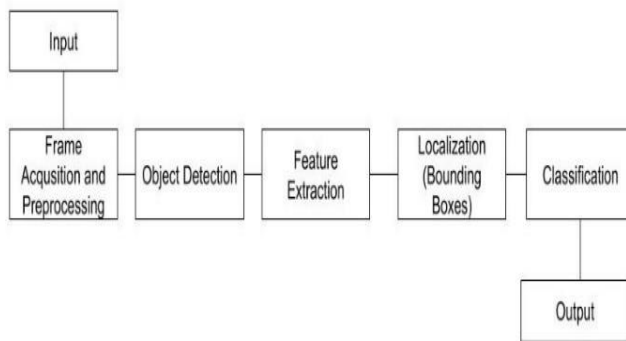 Input
Frame
Acqusition and
Preprocessing
Object Detection
Feature
Extraction
Localization
(Bounding
Boxes)
Classification
Output